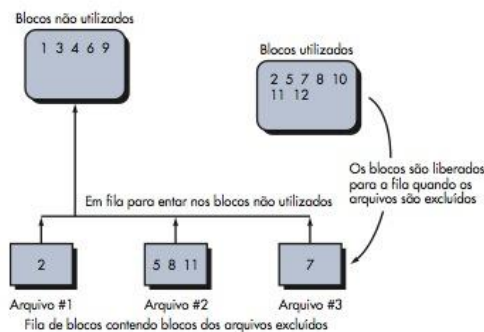 Blocos não utilizados
1 3 4 6 9
Blocos utilizados
2 5 7 8 10
11 12
Os blocos são liberados
para a fila quando os
arquivos são excluídos
Em fila para entrar nos blocos não utilizados
2
5 8 11
7
Arquivo #1
Arquivo #2
Arquivo #3
Fila de blocos contendo blocos dos arquivos excluídos